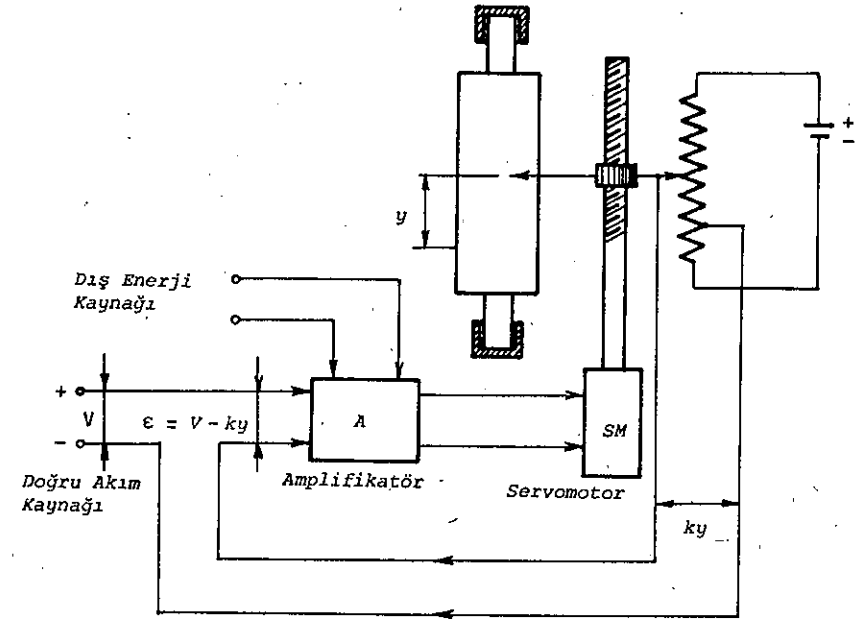 +
-
y
Dış Enerji
Kaynağı
+
V
-
ε = V - ky
A
SM
Doğru Akım
Kaynağı
Amplifikatör
Servomotor
ky